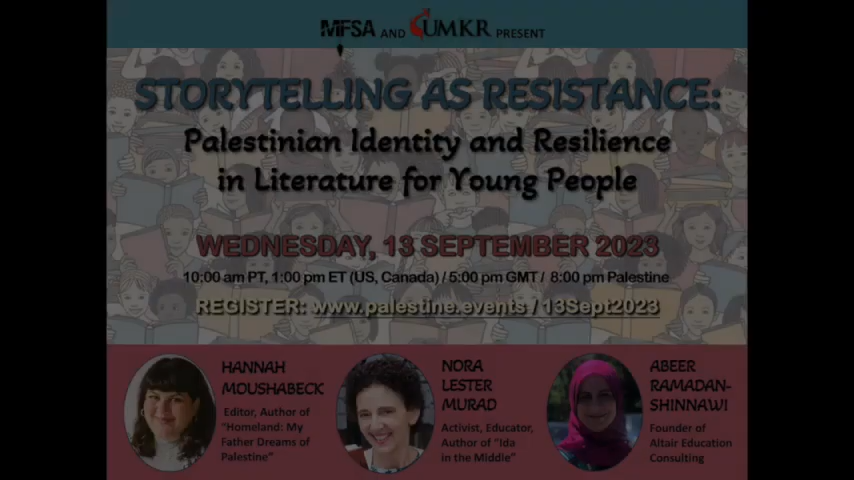 MFSA AND UMKR PRESENT
STORYTELLING AS RESISTANCE:
Palestinian Identity and Resilience
in Literature for Young People
WEDNESDAY, 13 SEPTEMBER 2023
10:00 am PT, 1:00 pm ET (US, Canada) / 5:00 pm GMT / 8:00 pm Palestine
REGISTER: www.palestine.events / 13Sept2023
HANNAH
MOUSHABECK
Editor, Author of
"Homeland: My
Father Dreams of
Palestine"
NORA
LESTER
MURAD
Activist, Educator,
Author of "Ida
in the Middle"
ABEER
RAMADAN-
SHINNAWI
Founder of
Altair Education
Consulting